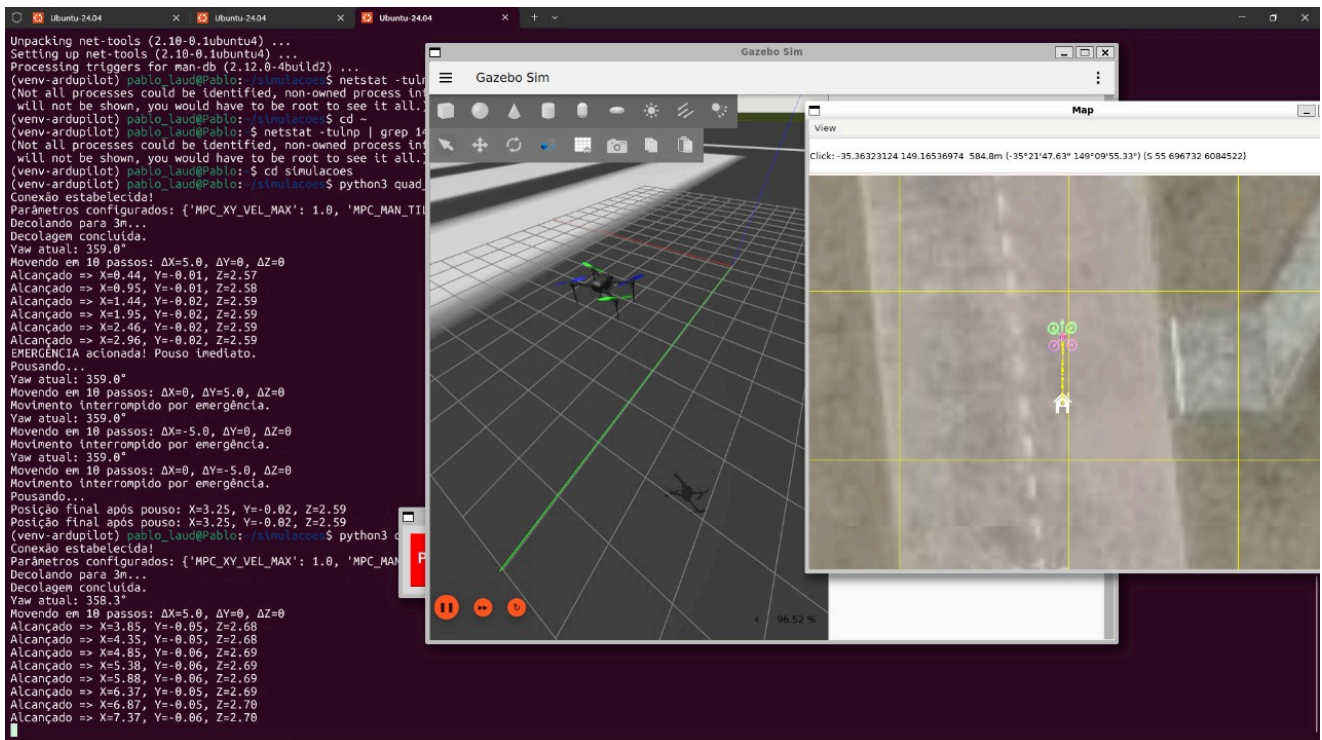 Ubuntu-24.04
Ubuntu-24.04
Ubuntu-24.04
Unpacking net-tools (2.10-0.1ubuntu4) ...
Setting up net-tools (2.10-0.1ubuntu4) ...
Processing triggers for man-db (2.12.0-4build2) ...
(venv-ardupilot) pablo_laud@Pablo:~/simulacoes$ netstat -tulr
(Not all processes could be identified, non-owned process inf
will not be shown, you would have to be root to see it all.)
(venv-ardupilot) pablo_laud@Pablo:~/simulacoes$ cd ~
(venv-ardupilot) pablo_laud@Pablo:~$ netstat -tulnp | grep 14
(Not all processes could be identified, non-owned process inf
will not be shown, you would have to be root to see it all.)
(venv-ardupilot) pablo_laud@Pablo:~$ cd simulacoes
(venv-ardupilot) pablo_laud@Pablo:~/simulacoes$ python3 quad_
Conexão estabelecida!
Parâmetros configurados: {'MPC_XY_VEL_MAX': 1.0, 'MPC_MAN_TIL
Decolando para 3m...
Decolagem concluída.
Yaw atual: 359.0°
Movendo em 10 passos: ΔX=5.0, ΔY=0, ΔZ=0
Alcançado => X=0.44, Y=-0.01, Z=2.57
Alcançado => X=0.95, Y=-0.01, Z=2.58
Alcançado => X=1.44, Y=-0.02, Z=2.59
Alcançado => X=1.95, Y=-0.02, Z=2.59
Alcançado => X=2.46, Y=-0.02, Z=2.59
Alcançado => X=2.96, Y=-0.02, Z=2.59
EMERGÊNCIA acionada! Pouso imediato.
Pousando...
Yaw atual: 359.0°
Movendo em 10 passos: ΔX=0, ΔY=5.0, ΔZ=0
Movimento interrompido por emergência.
Yaw atual: 359.0°
Movendo em 10 passos: ΔX=-5.0, ΔY=0, ΔZ=0
Movimento interrompido por emergência.
Yaw atual: 359.0°
Movendo em 10 passos: ΔX=0, ΔY=-5.0, ΔZ=0
Movimento interrompido por emergência.
Pousando...
Posição final após pouso: X=3.25, Y=-0.02, Z=2.59
Posição final após pouso: X=3.25, Y=-0.02, Z=2.59
(venv-ardupilot) pablo_laud@Pablo:~/simulacoes$ python3
Conexão estabelecida!
Parâmetros configurados: {'MPC_XY_VEL_MAX': 1.0, 'MPC_MAN
Decolando para 3m...
Decolagem concluída.
Yaw atual: 358.3°
Movendo em 10 passos: ΔX=5.0, ΔY=0, ΔZ=0
Alcançado => X=3.85, Y=-0.05, Z=2.68
Alcançado => X=4.35, Y=-0.05, Z=2.68
Alcançado => X=4.85, Y=-0.06, Z=2.69
Alcançado => X=5.38, Y=-0.06, Z=2.69
Alcançado => X=5.88, Y=-0.06, Z=2.69
Alcançado => X=6.37, Y=-0.05, Z=2.69
Alcançado => X=6.87, Y=-0.05, Z=2.70
Alcançado => X=7.37, Y=-0.06, Z=2.70
P
Gazebo Sim
Gazebo Sim
96.52 %
Map
View
Click: -35.36323124 149.16536974 584.8m (-35°21'47.63" 149°09'55.33") (S 55 696732 6084522)